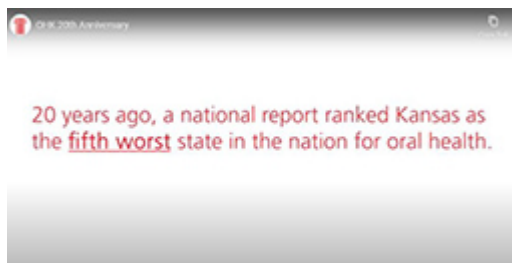 OHK 20th Anniversary
20 years ago, a national report ranked Kansas as
the fifth worst state in the nation for oral health.